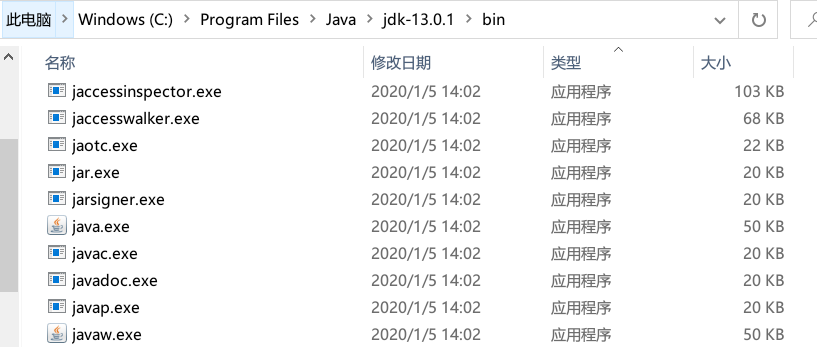 此电脑 > Windows (C:) > Program Files > Java > jdk-13.0.1 > bin
名称 修改日期 类型 大小
jaccessinspector.exe 2020/1/5 14:02 应用程序 103 KB
jaccesswalker.exe 2020/1/5 14:02 应用程序 68 KB
jaotc.exe 2020/1/5 14:02 应用程序 22 KB
jar.exe 2020/1/5 14:02 应用程序 20 KB
jarsigner.exe 2020/1/5 14:02 应用程序 20 KB
java.exe 2020/1/5 14:02 应用程序 50 KB
javac.exe 2020/1/5 14:02 应用程序 20 KB
javadoc.exe 2020/1/5 14:02 应用程序 20 KB
javap.exe 2020/1/5 14:02 应用程序 20 KB
javaw.exe 2020/1/5 14:02 应用程序 50 KB